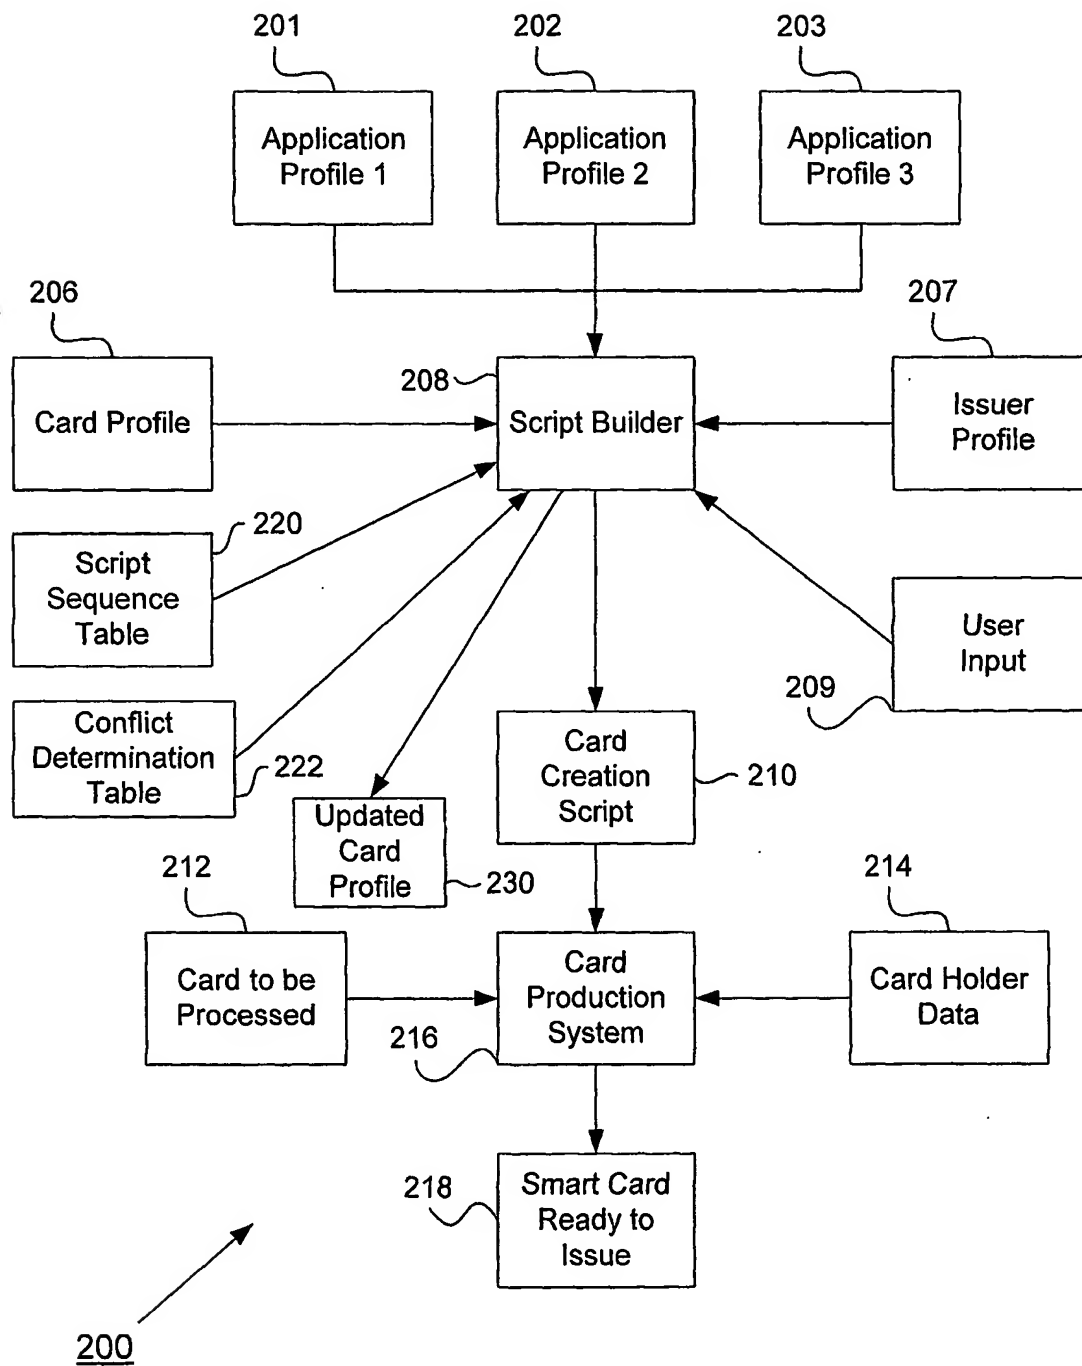 201
202
203
Application
Profile 1
Application
Profile 2
Application
Profile 3
206
207
Card Profile
208
Script Builder
Issuer
Profile
220
Script
Sequence
Table
User
Input
209
Conflict
Determination
Table
222
Card
Creation
Script
210
Updated
Card
Profile
230
212
214
Card to be
Processed
Card
Production
System
216
Card Holder
Data
218
Smart Card
Ready to
Issue
200